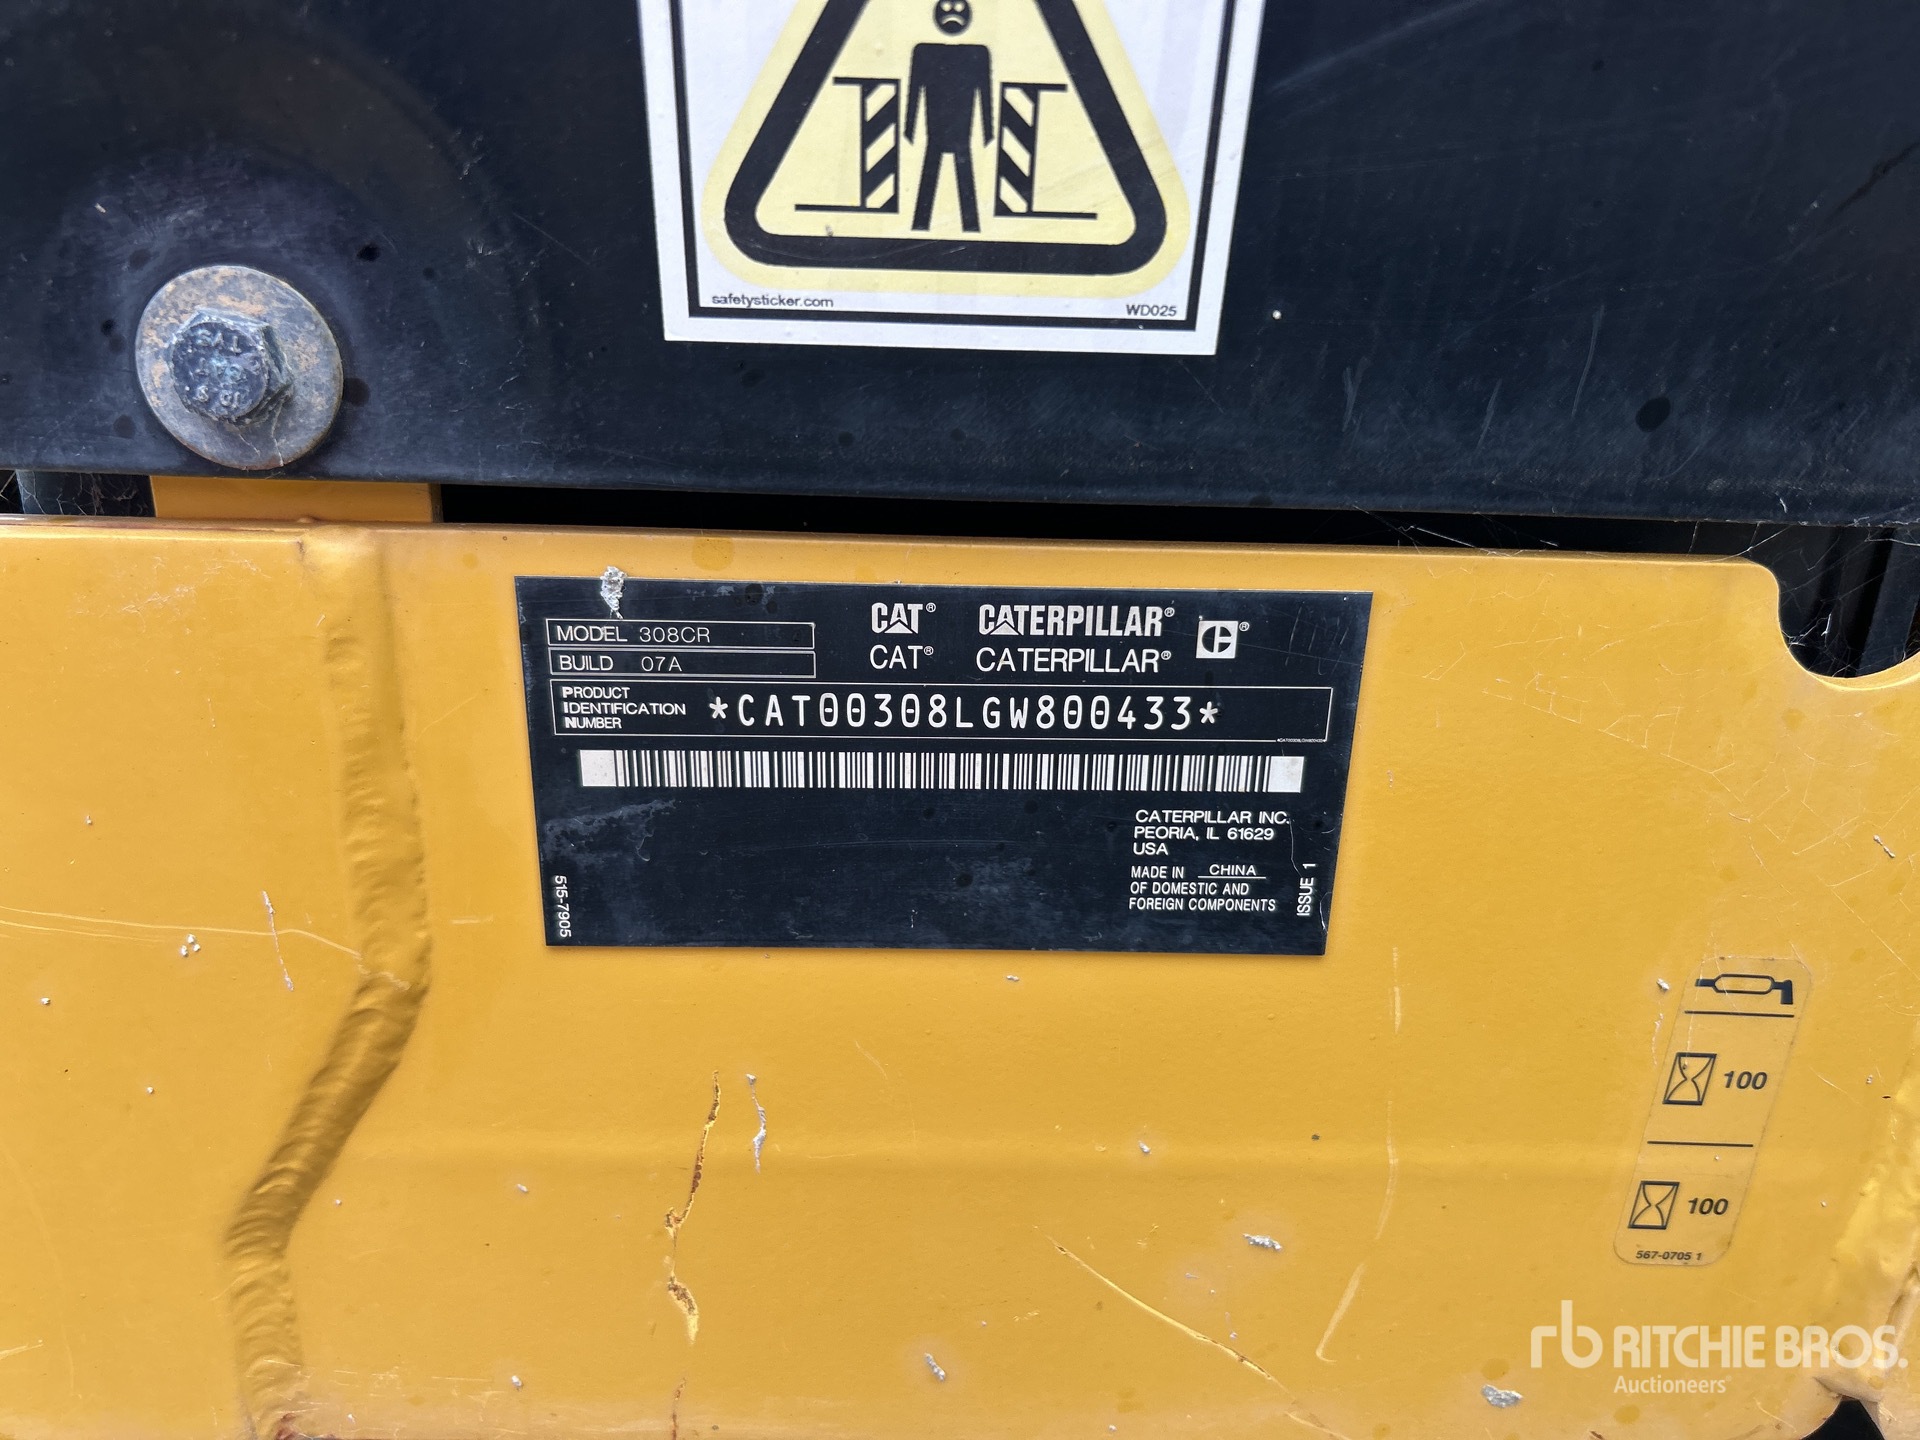 safetysticker.com
WD025
MODEL 308CR
BUILD 07A
CAT® CATERPILLAR®
CAT® CATERPILLAR®
PRODUCT
IDENTIFICATION
NUMBER
*CAT00308LGW800433*
CATERPILLAR INC.
PEORIA, IL 61629
USA
MADE IN CHINA
OF DOMESTIC AND
FOREIGN COMPONENTS
ISSUE 1
515-7905
100
100
567-0705 1
rb RITCHIE BROS.
Auctioneers